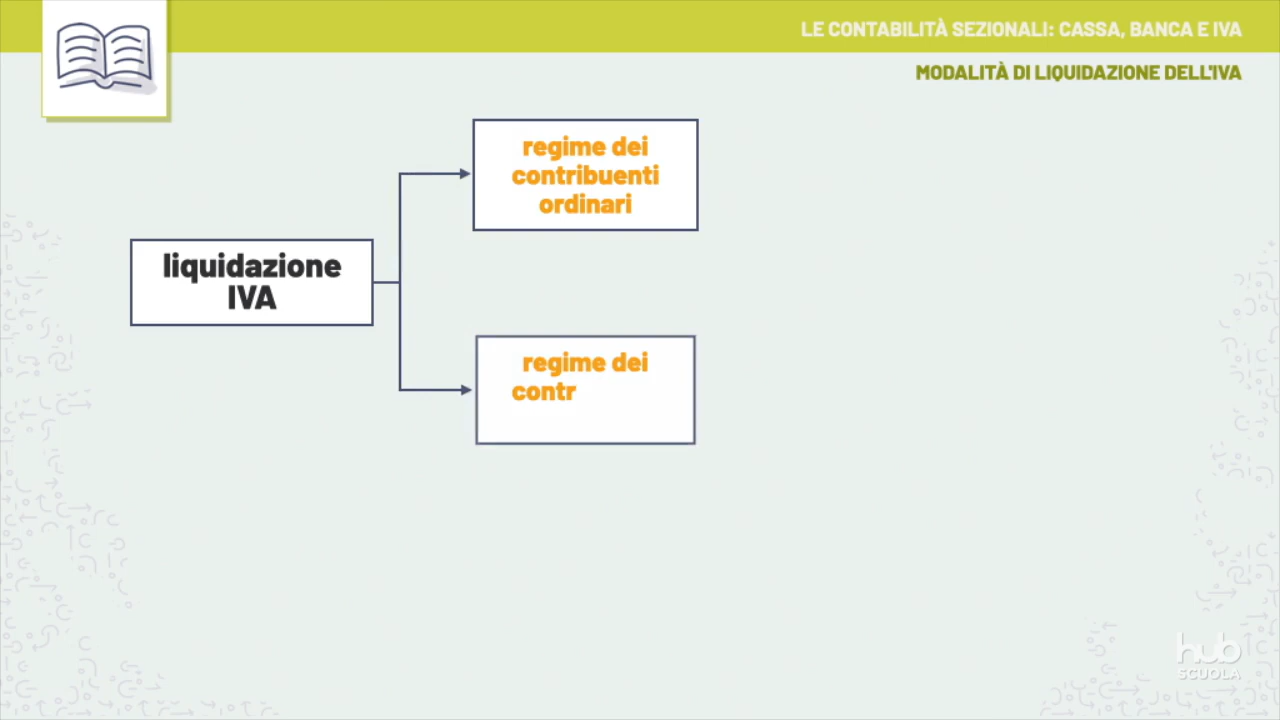 LE CONTABILITÀ SEZIONALI: CASSA, BANCA E IVA
MODALITÀ DI LIQUIDAZIONE DELL'IVA
regime dei
contribuenti
ordinari
liquidazione
IVA
regime dei
contr
hub
SCUOLA